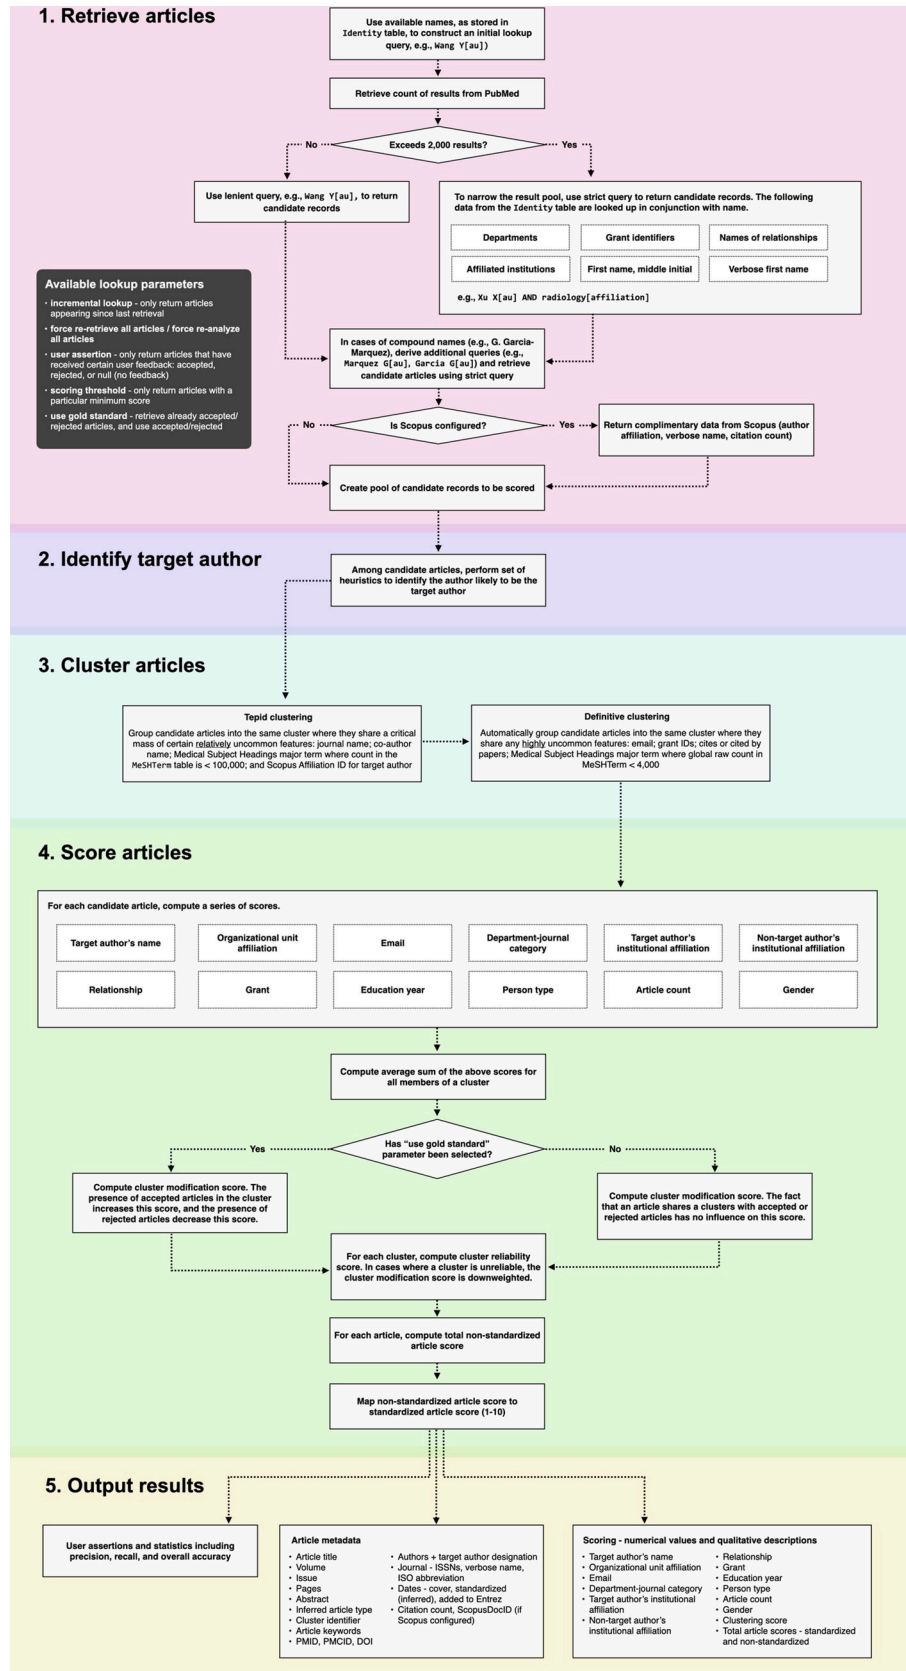 1. Retrieve articles
Use available names, as stored in
Identity table, to construct an initial lookup
query, e.g., Wang Y[au])
Retrieve count of results from PubMed
No
Exceeds 2,000 results?
Yes
Use lenient query, e.g., Wang Y[au], to return
candidate records
To narrow the result pool, use strict query to return candidate records. The following
data from the Identity table are looked up in conjunction with name.
Departments
Grant identifiers
Names of relationships
Affiliated institutions
First name, middle initial
Verbose first name
e.g., Xu X[au] AND radiology[affiliation]
Available lookup parameters
· incremental lookup - only return articles
appearing since last retrieval
· force re-retrieve all articles / force re-analyze
all articles
· user assertion - only return articles that have
received certain user feedback: accepted,
rejected, or null (no feedback)
· scoring threshold - only return articles with a
particular minimum score
· use gold standard - retrieve already accepted/
rejected articles, and use accepted/rejected
In cases of compound names (e.g., G. Garcia-
Marquez), derive additional queries (e.g.,
Marquez G[au], Garcia G[au]) and retrieve
candidate articles using strict query
No
Is Scopus configured?
Yes
Return complimentary data from Scopus (author
affiliation, verbose name, citation count)
Create pool of candidate records to be scored
2. Identify target author
Among candidate articles, perform set of
heuristics to identify the author likely to be the
target author
3. Cluster articles
Tepid clustering
Group candidate articles into the same cluster where they share a critical
mass of certain relatively uncommon features: journal name; co-author
name; Medical Subject Headings major term where count in the
MeSHTerm table is < 100,000; and Scopus Affiliation ID for target author
Definitive clustering
Automatically group candidate articles into the same cluster where they
share any highly uncommon features: email; grant IDs; cites or cited by
papers; Medical Subject Headings major term where global raw count in
MeSHTerm < 4,000
4. Score articles
For each candidate article, compute a series of scores.
Target author's name
Organizational unit
affiliation
Email
Department-journal
category
Target author's
institutional affiliation
Non-target author's
institutional affiliation
Relationship
Grant
Education year
Person type
Article count
Gender
Compute average sum of the above scores for
all members of a cluster
Yes
Has “use gold standard”
parameter been selected?
No
Compute cluster modification score. The
presence of accepted articles in the cluster
increases this score, and the presence of
rejected articles decrease this score.
Compute cluster modification score. The fact
that an article shares a clusters with accepted or
rejected articles has no influence on this score.
For each cluster, compute cluster reliability
score. In cases where a cluster is unreliable, the
cluster modification score is downweighted.
For each article, compute total non-standardized
article score
Map non-standardized article score to
standardized article score (1-10)
5. Output results
User assertions and statistics including
precision, recall, and overall accuracy
Article metadata
• Article title
• Volume
• Issue
• Pages
• Abstract
• Inferred article type
• Cluster identifier
• Article keywords
• PMID, PMCID, DOI
• Authors + target author designation
• Journal - ISSNs, verbose name,
ISO abbreviation
• Dates - cover, standardized
(inferred), added to Entrez
• Citation count, ScopusDocID (if
Scopus configured)
Scoring - numerical values and qualitative descriptions
• Target author's name
• Organizational unit affiliation
• Email
• Department-journal category
• Target author's institutional
affiliation
• Non-target author's
institutional affiliation
• Relationship
• Grant
• Education year
• Person type
• Article count
• Gender
• Clustering score
• Total article scores - standardized
and non-standardized